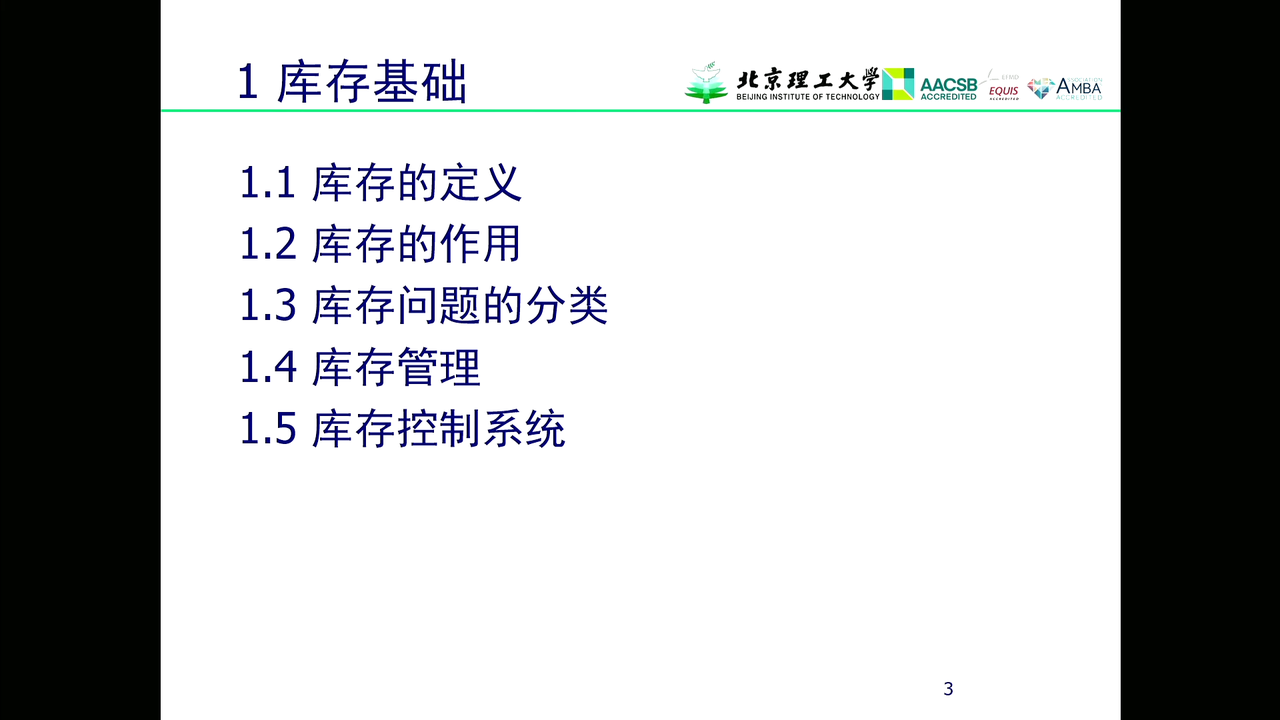 1 库存基础
北京理工大学
BEIJING INSTITUTE OF TECHNOLOGY
AACSB
ACCREDITED
EFMD
EQUIS
ACCREDITED
ASSOCIATION
AMBA
ACCREDITED
1.1 库存的定义
1.2 库存的作用
1.3 库存问题的分类
1.4 库存管理
1.5 库存控制系统
3